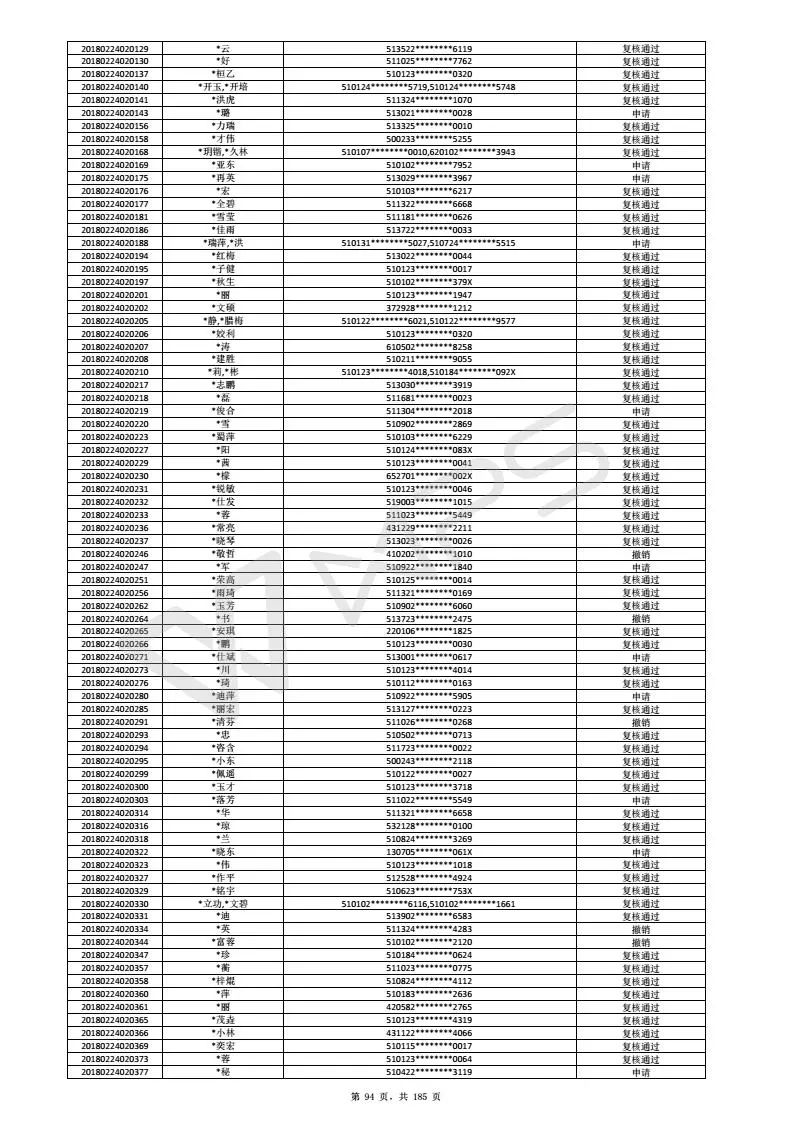 20180224020129 *云 513522********6119 复核通过
20180224020130 *好 511025********7762 复核通过
20180224020137 *桓乙 510123********0320 复核通过
20180224020140 *开玉,*开培 510124********5719,510124********5748 复核通过
20180224020141 *洪虎 511324********1070 复核通过
20180224020143 *璐 513021********0028 申请
20180224020156 *力瑞 513325********0010 复核通过
20180224020158 *才伟 500233********5255 复核通过
20180224020168 *玥锴,*久林 510107********0010,620102********3943 复核通过
20180224020169 *亚东 510102********7952 申请
20180224020175 *再英 513029********3967 申请
20180224020176 *宏 510103********6217 复核通过
20180224020177 *全碧 511322********6668 复核通过
20180224020181 *雪莹 511181********0626 复核通过
20180224020186 *佳雨 513722********0033 复核通过
20180224020188 *瑞萍,*洪 510131********5027,510724********5515 申请
20180224020194 *红梅 513022********0044 复核通过
20180224020195 *子健 510123********0017 复核通过
20180224020197 *秋生 510102********379X 复核通过
20180224020201 *丽 510123********1947 复核通过
20180224020202 *文硕 372928********1212 复核通过
20180224020205 *静,*腊梅 510122********6021,510122********9577 复核通过
20180224020206 *姣利 510123********0320 复核通过
20180224020207 *涛 610502********8258 复核通过
20180224020208 *建胜 510211********9055 复核通过
20180224020210 *莉,*彬 510123********4018,510184********092X 复核通过
20180224020217 *志鹏 513030********3919 复核通过
20180224020218 *磊 511681********0023 复核通过
20180224020219 *俊合 511304********2018 申请
20180224020220 *雪 510902********2869 复核通过
20180224020223 *蜀萍 510103********6229 复核通过
20180224020227 *阳 510124********083X 复核通过
20180224020229 *茜 510123********0041 复核通过
20180224020230 *檬 652701********002X 复核通过
20180224020231 *锐敏 510123********0046 复核通过
20180224020232 *仕发 519003********1015 复核通过
20180224020233 *蓉 511023********5449 复核通过
20180224020236 *常亮 431229********2211 复核通过
20180224020237 *晓琴 513023********0026 复核通过
20180224020246 *敬哲 410202********1010 撤销
20180224020247 *军 510922********1840 申请
20180224020251 *荣高 510125********0014 复核通过
20180224020256 *雨琦 511321********0169 复核通过
20180224020262 *玉芳 510902********6060 复核通过
20180224020264 *书 513723********2475 撤销
20180224020265 *安琪 220106********1825 复核通过
20180224020266 *鹏 510123********0030 复核通过
20180224020271 *仕斌 513001********0617 申请
20180224020273 *川 510123********4014 复核通过
20180224020276 *琦 510112********0163 复核通过
20180224020280 *迪萍 510922********5905 申请
20180224020285 *丽宏 513127********0223 复核通过
20180224020291 *清芬 511026********0268 撤销
20180224020293 *忠 510502********0713 复核通过
20180224020294 *咨含 511723********0022 复核通过
20180224020295 *小东 500243********2118 复核通过
20180224020299 *佩遥 510122********0027 复核通过
20180224020300 *玉才 510123********3718 复核通过
20180224020303 *落芳 511022********5549 申请
20180224020314 *华 511321********6658 复核通过
20180224020316 *琼 532128********0100 复核通过
20180224020318 *兰 510824********3269 复核通过
20180224020322 *晓东 130705********061X 申请
20180224020323 *伟 510123********1018 复核通过
20180224020327 *作平 512528********4924 复核通过
20180224020329 *铭宇 510623********753X 复核通过
20180224020330 *立功,*文碧 510102********6116,510102********1661 复核通过
20180224020331 *迪 513902********6583 复核通过
20180224020334 *英 511324********4283 撤销
20180224020344 *富蓉 510102********2120 撤销
20180224020347 *珍 510184********0624 复核通过
20180224020357 *蘅 511023********0775 复核通过
20180224020358 *梓焜 510824********4112 复核通过
20180224020360 *萍 510183********2636 复核通过
20180224020361 *丽 420582********2765 复核通过
20180224020365 *茂垚 510123********4319 复核通过
20180224020366 *小林 431122********4066 复核通过
20180224020369 *奕宏 510115********0017 复核通过
20180224020373 *蓉 510123********0064 复核通过
20180224020377 *秘 510422********3119 申请
第 94 页，共 185 页